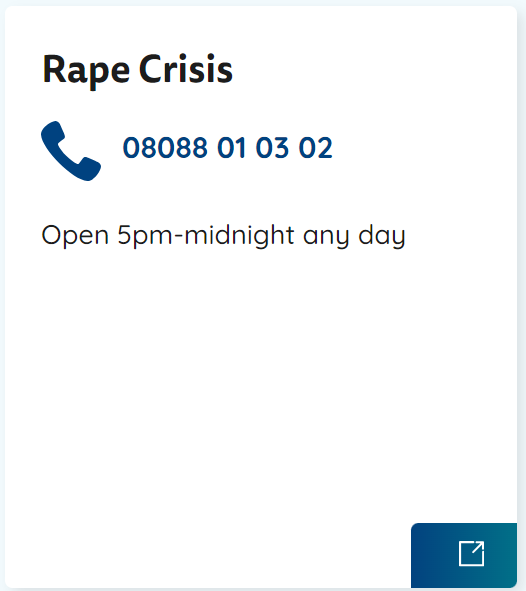 Rape Crisis
08088 01 03 02
Open 5pm-midnight any day